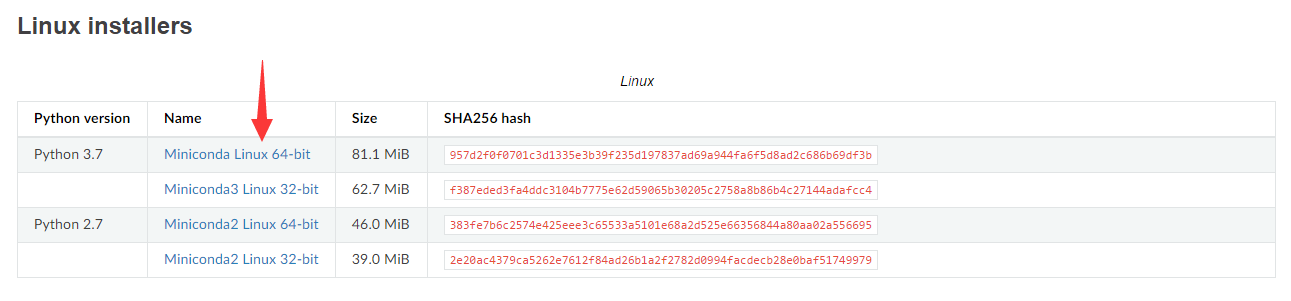 Linux installers
Linux
Python version Name Size SHA256 hash
Python 3.7 Miniconda Linux 64-bit 81.1 MiB 957d2f0f0701c3d1335e3b39f235d197837ad69a944fa6f5d8ad2c686b69df3b
Miniconda3 Linux 32-bit 62.7 MiB f387eded3fa4ddc3104b7775e62d59065b30205c2758a8b86b4c27144adafcc4
Python 2.7 Miniconda2 Linux 64-bit 46.0 MiB 383fe7b6c2574e425eee3c65533a5101e68a2d525e66356844a80aa02a556695
Miniconda2 Linux 32-bit 39.0 MiB 2e20ac4379ca5262e7612f84ad26b1a2f2782d0994facdecb28e0baf51749979